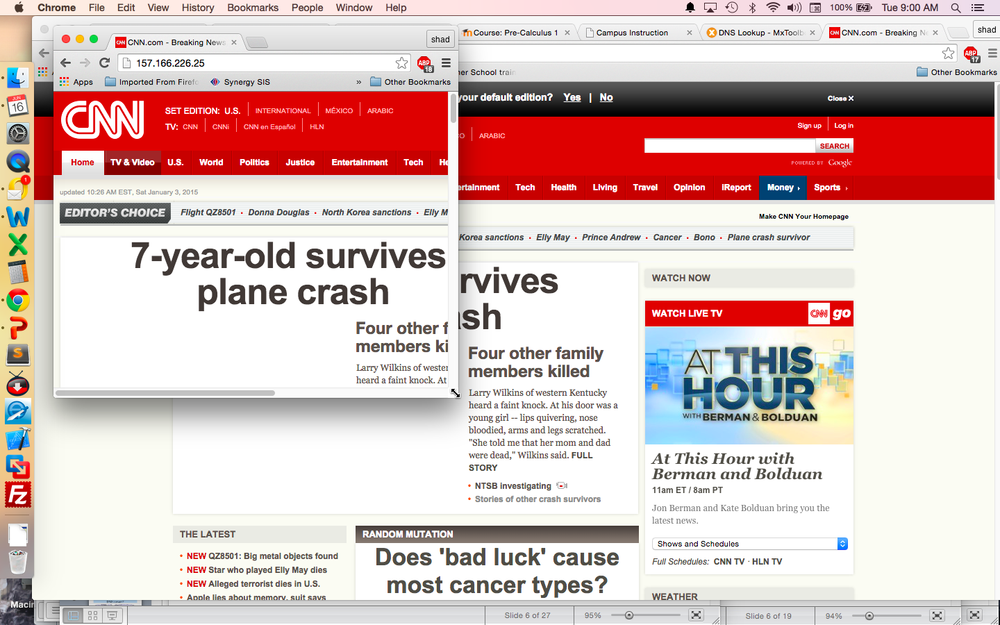 Chrome File Edit View History Bookmarks People Window Help 100% Tue 9:00 AM
CNN.com - Breaking News shad
157.166.226.25 ABP 18
Apps Imported From Firefo Synergy SIS » Other Bookmarks
CNN
SET EDITION: U.S. INTERNATIONAL MÉXICO ARABIC
TV: CNN CNNi CNN en Español HLN
Home TV & Video U.S. World Politics Justice Entertainment Tech He
updated 10:26 AM EST, Sat January 3, 2015
EDITOR'S CHOICE Flight QZ8501 • Donna Douglas • North Korea sanctions • Elly M
7-year-old survives
plane crash
Four other f
members ki
Larry Wilkins of wester
heard a faint knock. At
Course: Pre-Calculus 1 Campus Instruction DNS Lookup - MxToolb CNN.com - Breaking Ne shad
ABP 17
ner School train Other Bookmarks
your default edition? Yes | No Close X
Sign up Log in
CO ARABIC
SEARCH
POWERED BY Google
ertainment Tech Health Living Travel Opinion iReport Money Sports
Make CNN Your Homepage
Korea sanctions • Elly May • Prince Andrew • Cancer • Bono • Plane crash survivor
rvives
ash
Four other family
members killed
Larry Wilkins of western Kentucky
heard a faint knock. At his door was a
young girl -- lips quivering, nose
bloodied, arms and legs scratched.
"She told me that her mom and dad
were dead," Wilkins said. FULL
STORY
• NTSB investigating
• Stories of other crash survivors
WATCH NOW
WATCH LIVE TV CNN go
AT THIS
HOUR
WITH BERMAN & BOLDUAN
At This Hour with
Berman and Bolduan
11am ET / 8am PT
Jon Berman and Kate Bolduan bring you the
latest news.
Shows and Schedules
Full Schedules: CNN TV · HLN TV
WEATHER
THE LATEST
• NEW QZ8501: Big metal objects found
• NEW Star who played Elly May dies
• NEW Alleged terrorist dies in U.S.
• Apple lies about memory, suit says
RANDOM MUTATION
Does 'bad luck' cause
most cancer types?
JUN
16
1
Macin
Slide 6 of 27 95%
Slide 6 of 19 94%